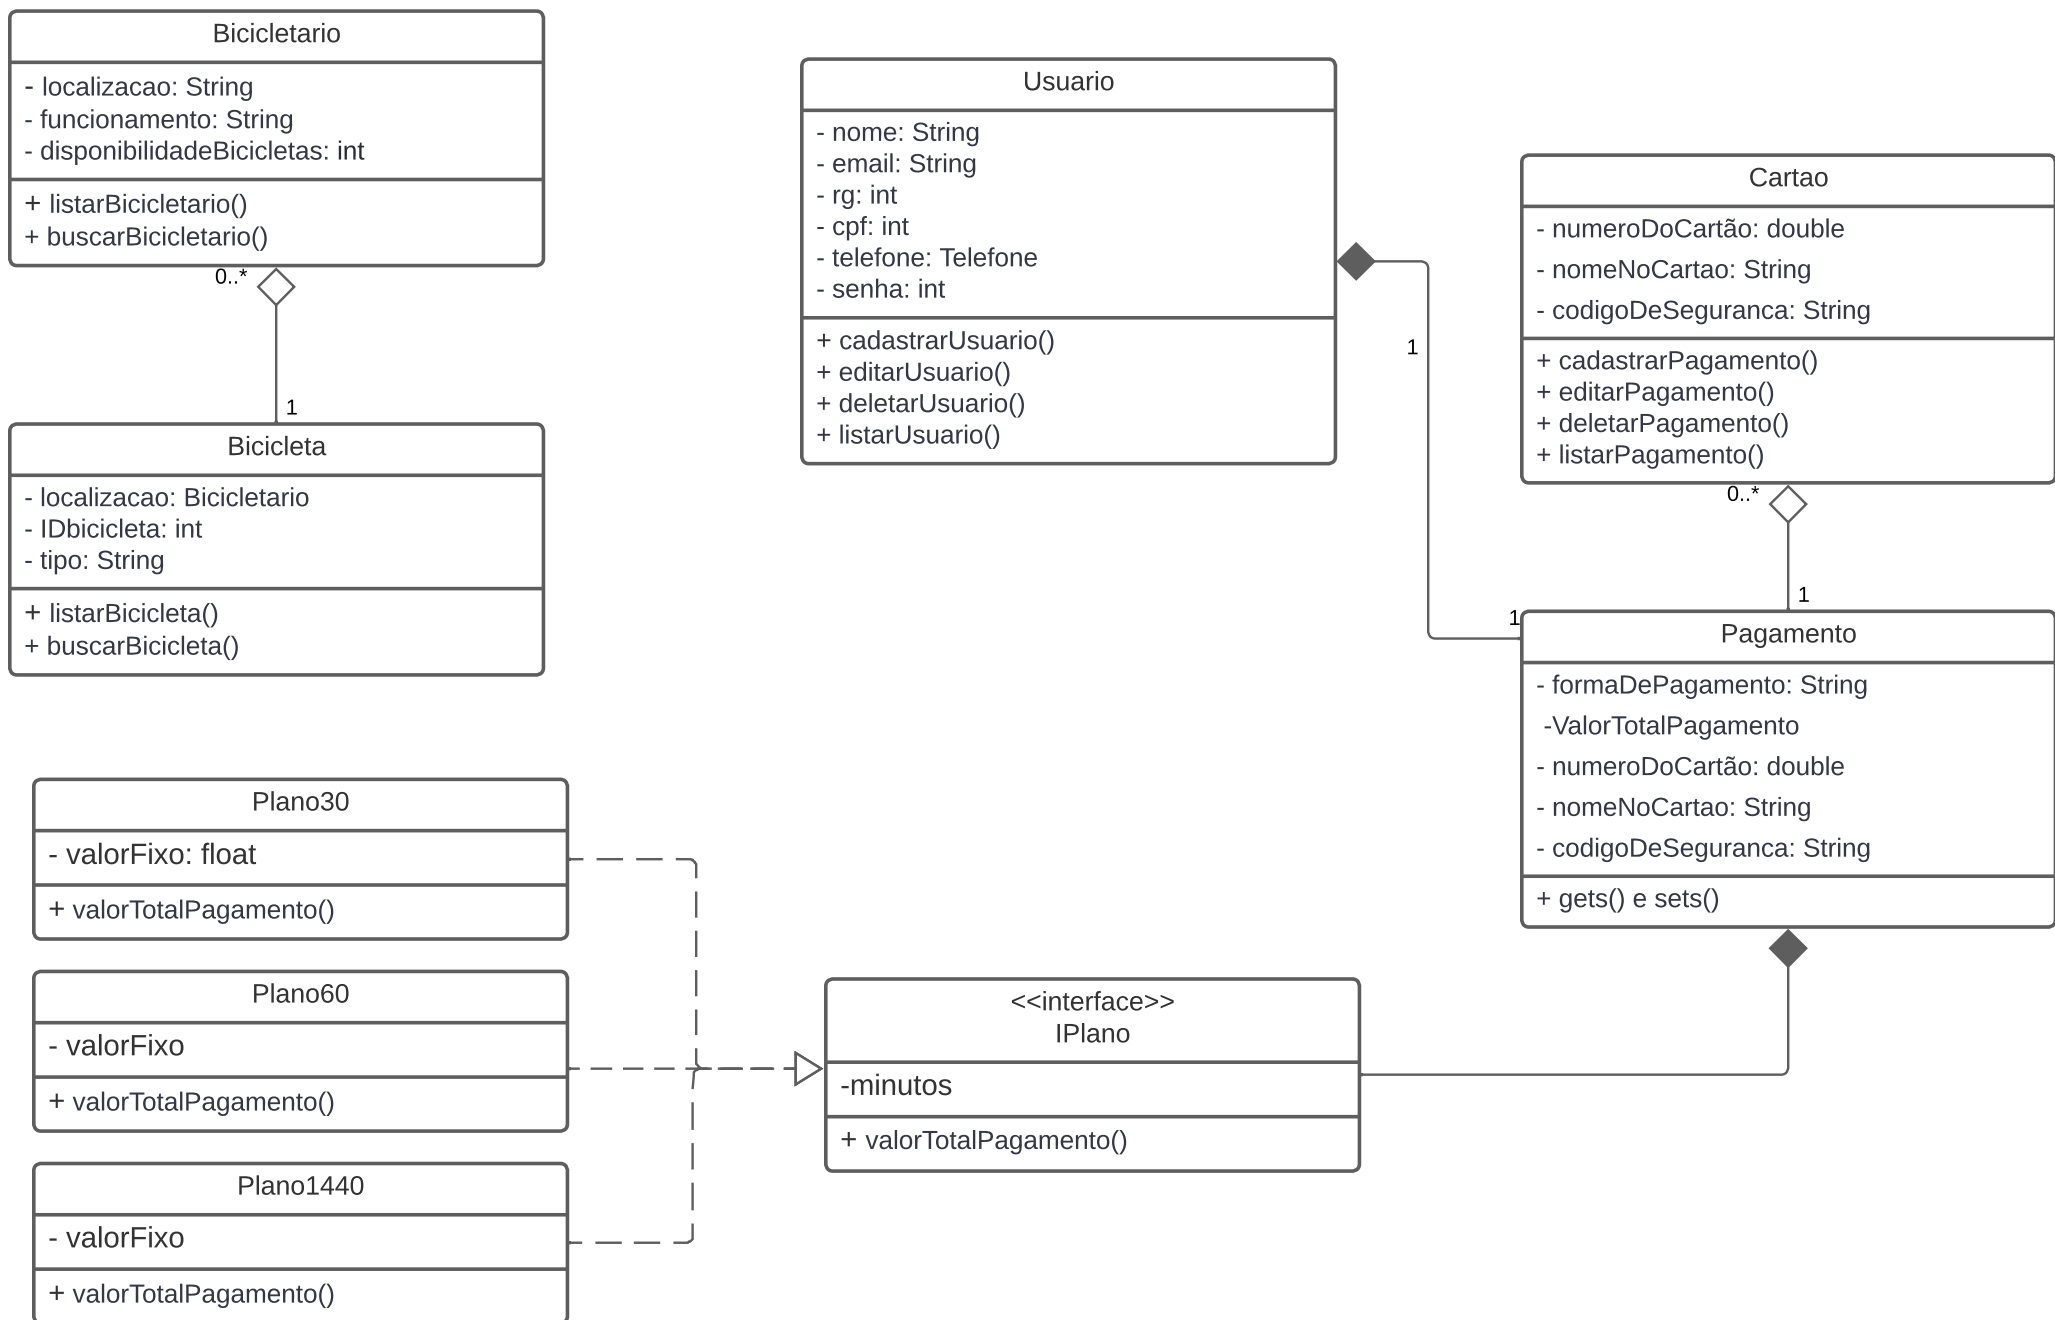 Bicicletario
- localizacao: String
- funcionamento: String
- disponibilidadeBicicletas: int
+ listarBicicletario()
+ buscarBicicletario()
0..*
1
Bicicleta
- localizacao: Bicicletario
- IDbicicleta: int
- tipo: String
+ listarBicicleta()
+ buscarBicicleta()
Usuario
- nome: String
- email: String
- rg: int
- cpf: int
- telefone: Telefone
- senha: int
+ cadastrarUsuario()
+ editarUsuario()
+ deletarUsuario()
+ listarUsuario()
1
1
Cartao
- numeroDoCartão: double
- nomeNoCartao: String
- codigoDeSeguranca: String
+ cadastrarPagamento()
+ editarPagamento()
+ deletarPagamento()
+ listarPagamento()
0..*
1
Pagamento
- formaDePagamento: String
-ValorTotalPagamento
- numeroDoCartão: double
- nomeNoCartao: String
- codigoDeSeguranca: String
+ gets() e sets()
Plano30
- valorFixo: float
+ valorTotalPagamento()
Plano60
- valorFixo
+ valorTotalPagamento()
Plano1440
- valorFixo
+ valorTotalPagamento()
<<interface>>
IPlano
-minutos
+ valorTotalPagamento()